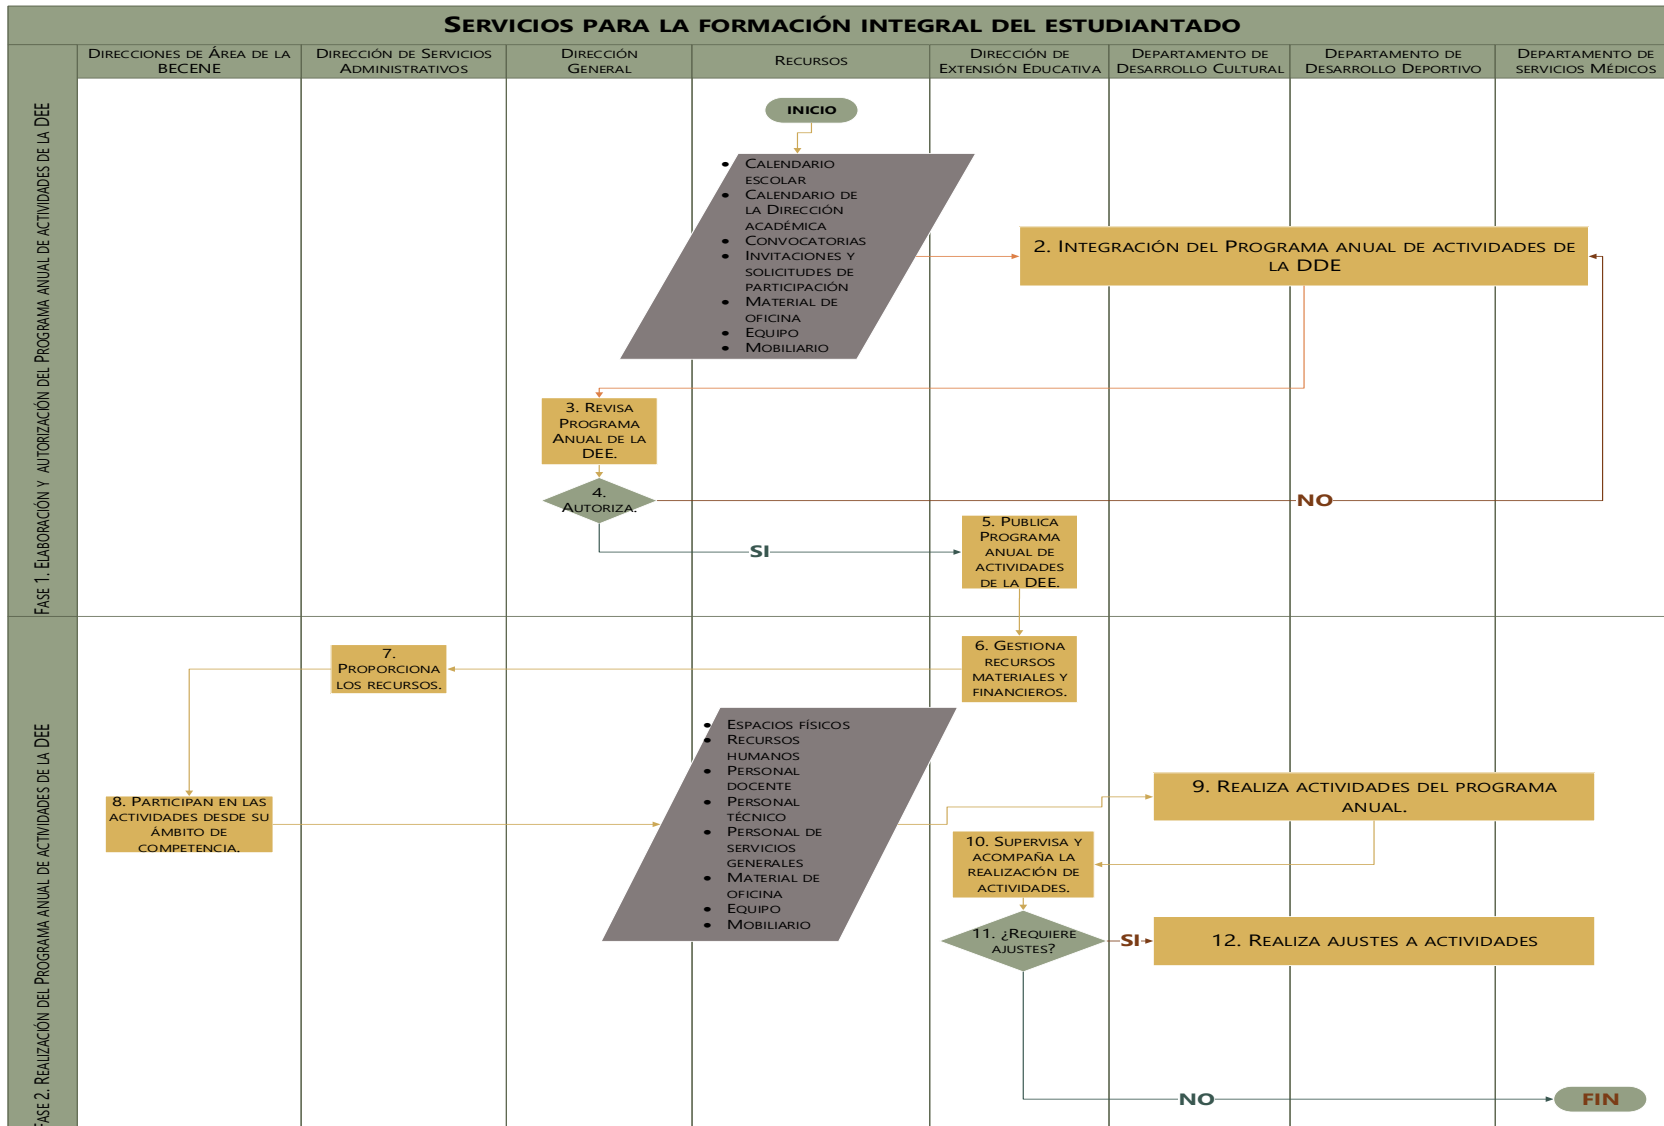 Servicios para la formación integral del estudiantado
Direcciones de Área de la
BECENE
Dirección de Servicios
Administrativos
Dirección
General
Recursos
Dirección de
Extensión Educativa
Departamento de
Desarrollo Cultural
Departamento de
Desarrollo Deportivo
Departamento de
servicios Médicos
Fase 1. Elaboración y autorización del Programa anual de actividades de la DEE
INICIO
• Calendario
escolar
• Calendario de
la Dirección
académica
• Convocatorias
• Invitaciones y
solicitudes de
participación
• Material de
oficina
• Equipo
• Mobiliario
2. Integración del Programa anual de actividades de
la DDE
3. Revisa
Programa
Anual de la
DEE.
4.
Autoriza.
NO
SI
5. Publica
Programa
anual de
actividades
de la DEE.
Fase 2. Realización del Programa anual de actividades de la DEE
6. Gestiona
recursos
materiales y
financieros.
7.
Proporciona
los recursos.
8. Participan en las
actividades desde su
ámbito de
competencia.
• Espacios físicos
• Recursos
humanos
• Personal
docente
• Personal
técnico
• Personal de
servicios
generales
• Material de
oficina
• Equipo
• Mobiliario
9. Realiza actividades del programa
anual.
10. Supervisa y
acompaña la
realización de
actividades.
11. ¿Requiere
ajustes?
SI
12. Realiza ajustes a actividades
NO
FIN